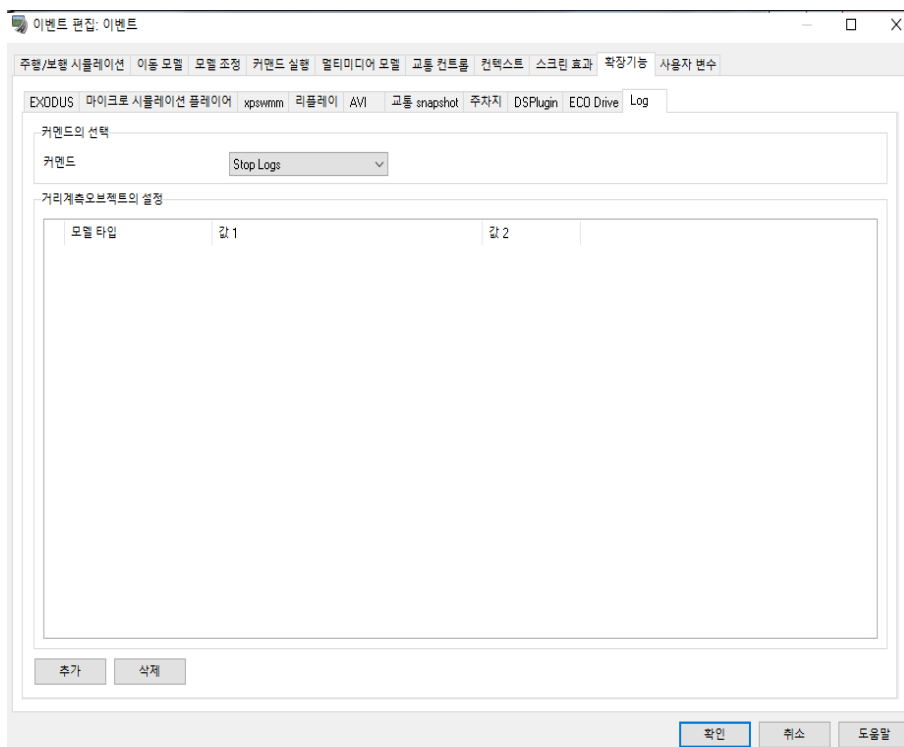 이벤트 편집: 이벤트
주행/보행 시뮬레이션 이동 모델 모델 조정 커맨드 실행 멀티미디어 모델 교통 컨트롤 컨텍스트 스크린 효과 확장기능 사용자 변수
EXODUS 마이크로 시뮬레이션 플레이어 xpswmm 리플레이 AVI 교통 snapshot 주차지 DSPlugin ECO Drive Log
커멘드의 선택
커멘드 Stop Logs
거리계측오브젝트의 설정
모델 타입 값 1 값 2
추가 삭제
확인 취소 도움말